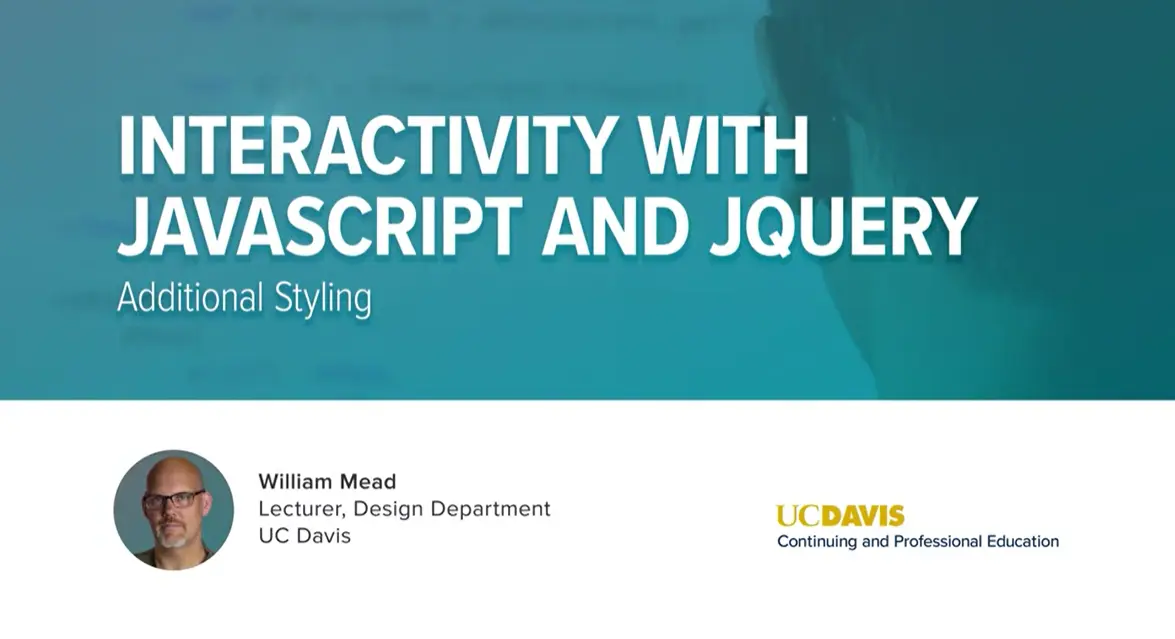 INTERACTIVITY WITH
JAVASCRIPT AND JQUERY
Additional Styling
William Mead
Lecturer, Design Department
UC Davis
UCDAVIS
Continuing and Professional Education